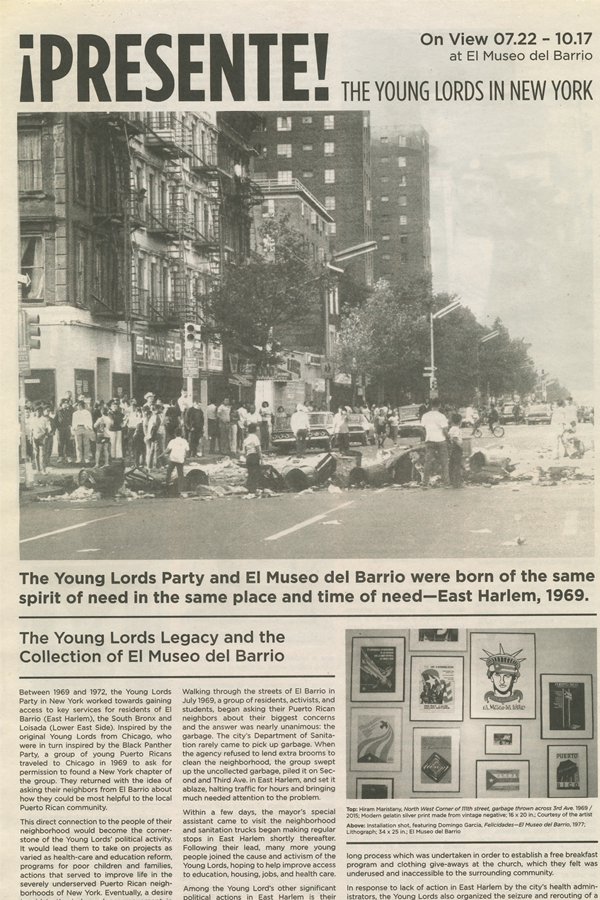 ¡PRESENTE!
On View 07.22 – 10.17
at El Museo del Barrio
THE YOUNG LORDS IN NEW YORK
FURNITURE
The Young Lords Party and El Museo del Barrio were born of the same
spirit of need in the same place and time of need—East Harlem, 1969.
The Young Lords Legacy and the
Collection of El Museo del Barrio
Between 1969 and 1972, the Young Lords
Party in New York worked towards gaining
access to key services for residents of El
Barrio (East Harlem), the South Bronx and
Loisada (Lower East Side). Inspired by the
original Young Lords from Chicago, who
were in turn inspired by the Black Panther
Party, a group of young Puerto Ricans
traveled to Chicago in 1969 to ask for
permission to found a New York chapter of
the group. They returned with the idea of
asking their neighbors from El Barrio about
how they could be most helpful to the local
Puerto Rican community.
This direct connection to the people of their
neighborhood would become the corner-
stone of the Young Lords' political activity.
It would lead them to take on projects as
varied as health-care and education reform,
programs for poor children and families,
actions that served to improve life in the
severely underserved Puerto Rican neigh-
borhoods of New York. Eventually, a desire
Walking through the streets of El Barrio in
July 1969, a group of residents, activists, and
students, began asking their Puerto Rican
neighbors about their biggest concerns
and the answer was nearly unanimous: the
garbage. The city's Department of Sanita-
tion rarely came to pick up garbage. When
the agency refused to lend extra brooms to
clean the neighborhood, the group swept
up the uncollected garbage, piled it on Sec-
ond and Third Ave. in East Harlem, and set it
ablaze, halting traffic for hours and bringing
much needed attention to the problem.
Within a few days, the mayor's special
assistant came to visit the neighborhood
and sanitation trucks began making regular
stops in East Harlem shortly thereafter.
Following their lead, many more young
people joined the cause and activism of the
Young Lords, hoping to help improve access
to education, housing, jobs, and health care.
Among the Young Lord's other significant
political actions in East Harlem is their
EL MUSEO DEL BARRIO
PUERTO
Top: Hiram Maristany, North West Corner of 111th street, garbage thrown across 3rd Ave. 1969 /
2015; Modern gelatin silver print made from vintage negative; 16 x 20 in.; Courtesy of the artist
Above: Installation shot, featuring Domingo García, Felicidades—El Museo del Barrio, 1977;
Lithograph; 34 x 25 in.; El Museo del Barrio
long process which was undertaken in order to establish a free breakfast
program and clothing give-aways at the church, which they felt was
underused and inaccessible to the surrounding community.
In response to lack of action in East Harlem by the city's health admin-
istrators, the Young Lords also organized the seizure and rerouting of a